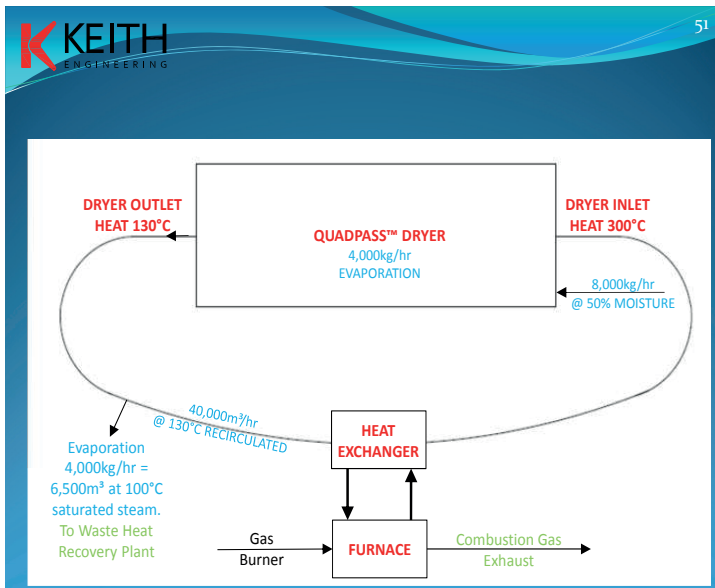 51
KEITH
ENGINEERING
DRYER OUTLET
HEAT 130°C
DRYER INLET
HEAT 300°C
QUADPASS™ DRYER
4,000kg/hr
EVAPORATION
8,000kg/hr
@ 50% MOISTURE
40,000m³/hr
@ 130°C RECIRCULATED
HEAT
EXCHANGER
Evaporation
4,000kg/hr =
6,500m³ at 100°C
saturated steam.
To Waste Heat
Recovery Plant
Gas
Burner
FURNACE
Combustion Gas
Exhaust